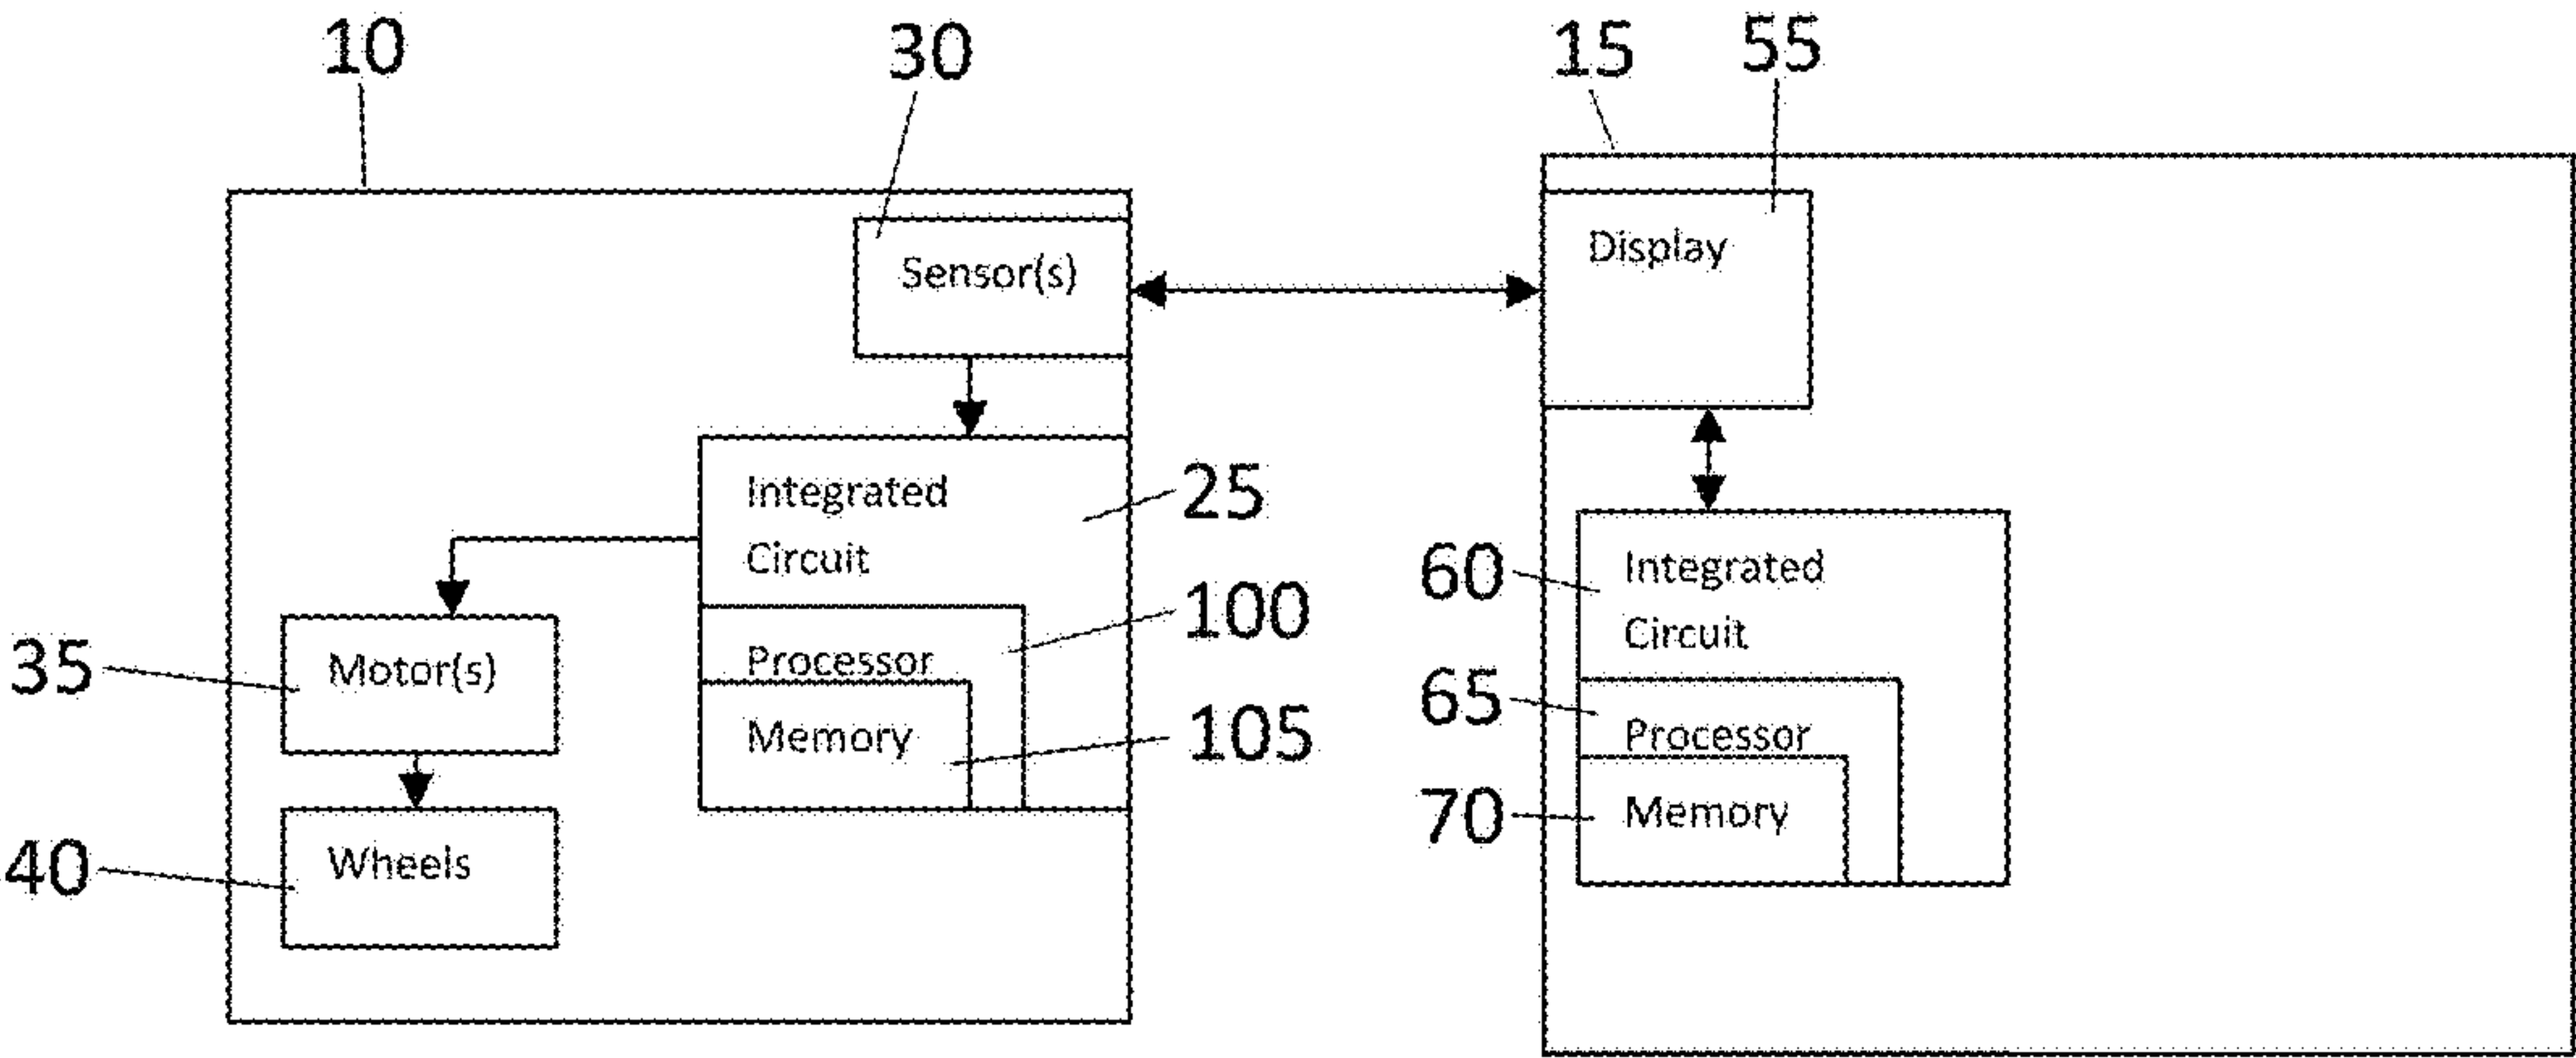 10
30
15
55
Sensor(s)
Display
Integrated
Circuit
25
Processor
100
Memory
105
35
Motor(s)
40
Wheels
60
Integrated
Circuit
65
Processor
70
Memory